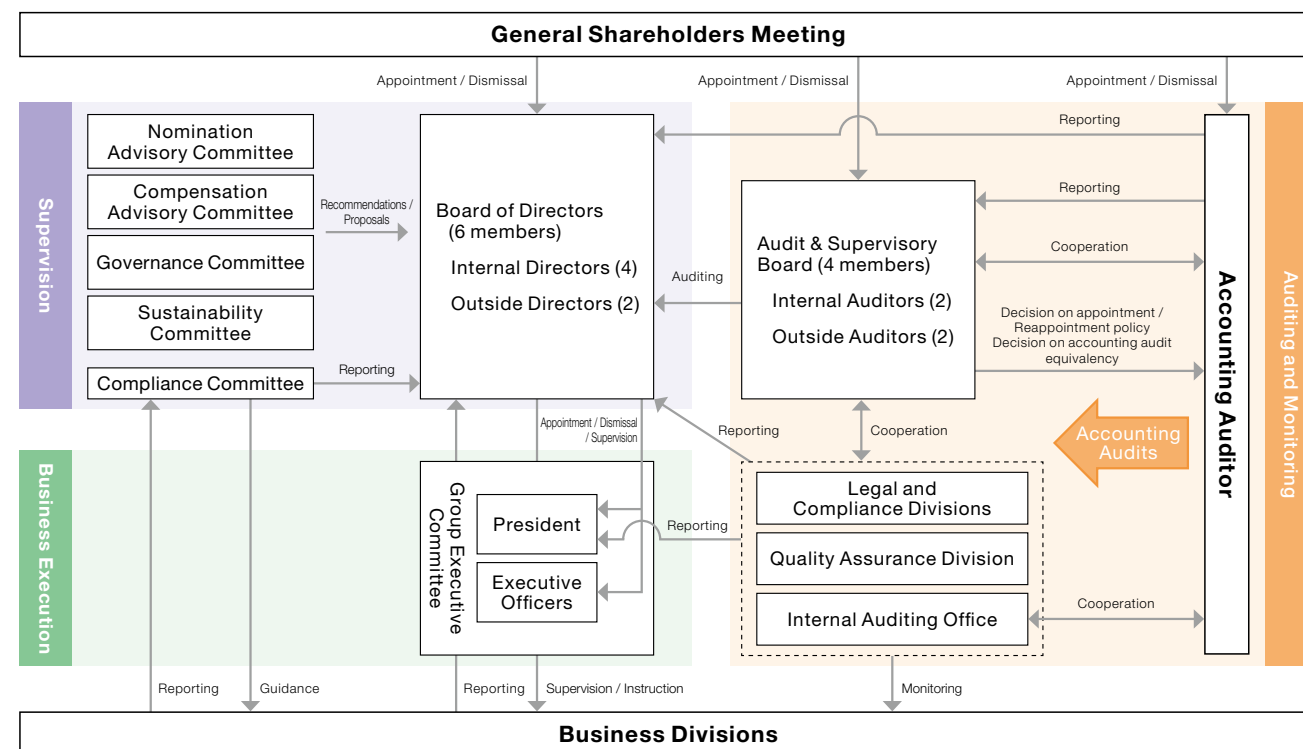 General Shareholders Meeting
Appointment / Dismissal
Appointment / Dismissal
Appointment / Dismissal
Supervision
Nomination
Advisory Committee
Compensation
Advisory Committee
Governance Committee
Sustainability
Committee
Compliance Committee
Recommendations /
Proposals
Reporting
Board of Directors
(6 members)
Internal Directors (4)
Outside Directors (2)
Auditing
Audit & Supervisory
Board (4 members)
Internal Auditors (2)
Outside Auditors (2)
Reporting
Reporting
Cooperation
Decision on appointment /
Reappointment policy
Decision on accounting audit
equivalency
Accounting Auditor
Auditing and Monitoring
Accounting
Audits
Appointment / Dismissal
/ Supervision
Reporting
Cooperation
Business Execution
Group Executive
Committee
President
Executive
Officers
Reporting
Legal and
Compliance Divisions
Quality Assurance Division
Internal Auditing Office
Cooperation
Reporting
Guidance
Reporting
Supervision / Instruction
Monitoring
Business Divisions